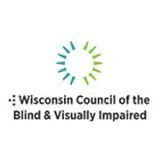 Wisconsin Council of the
Blind & Visually Impaired